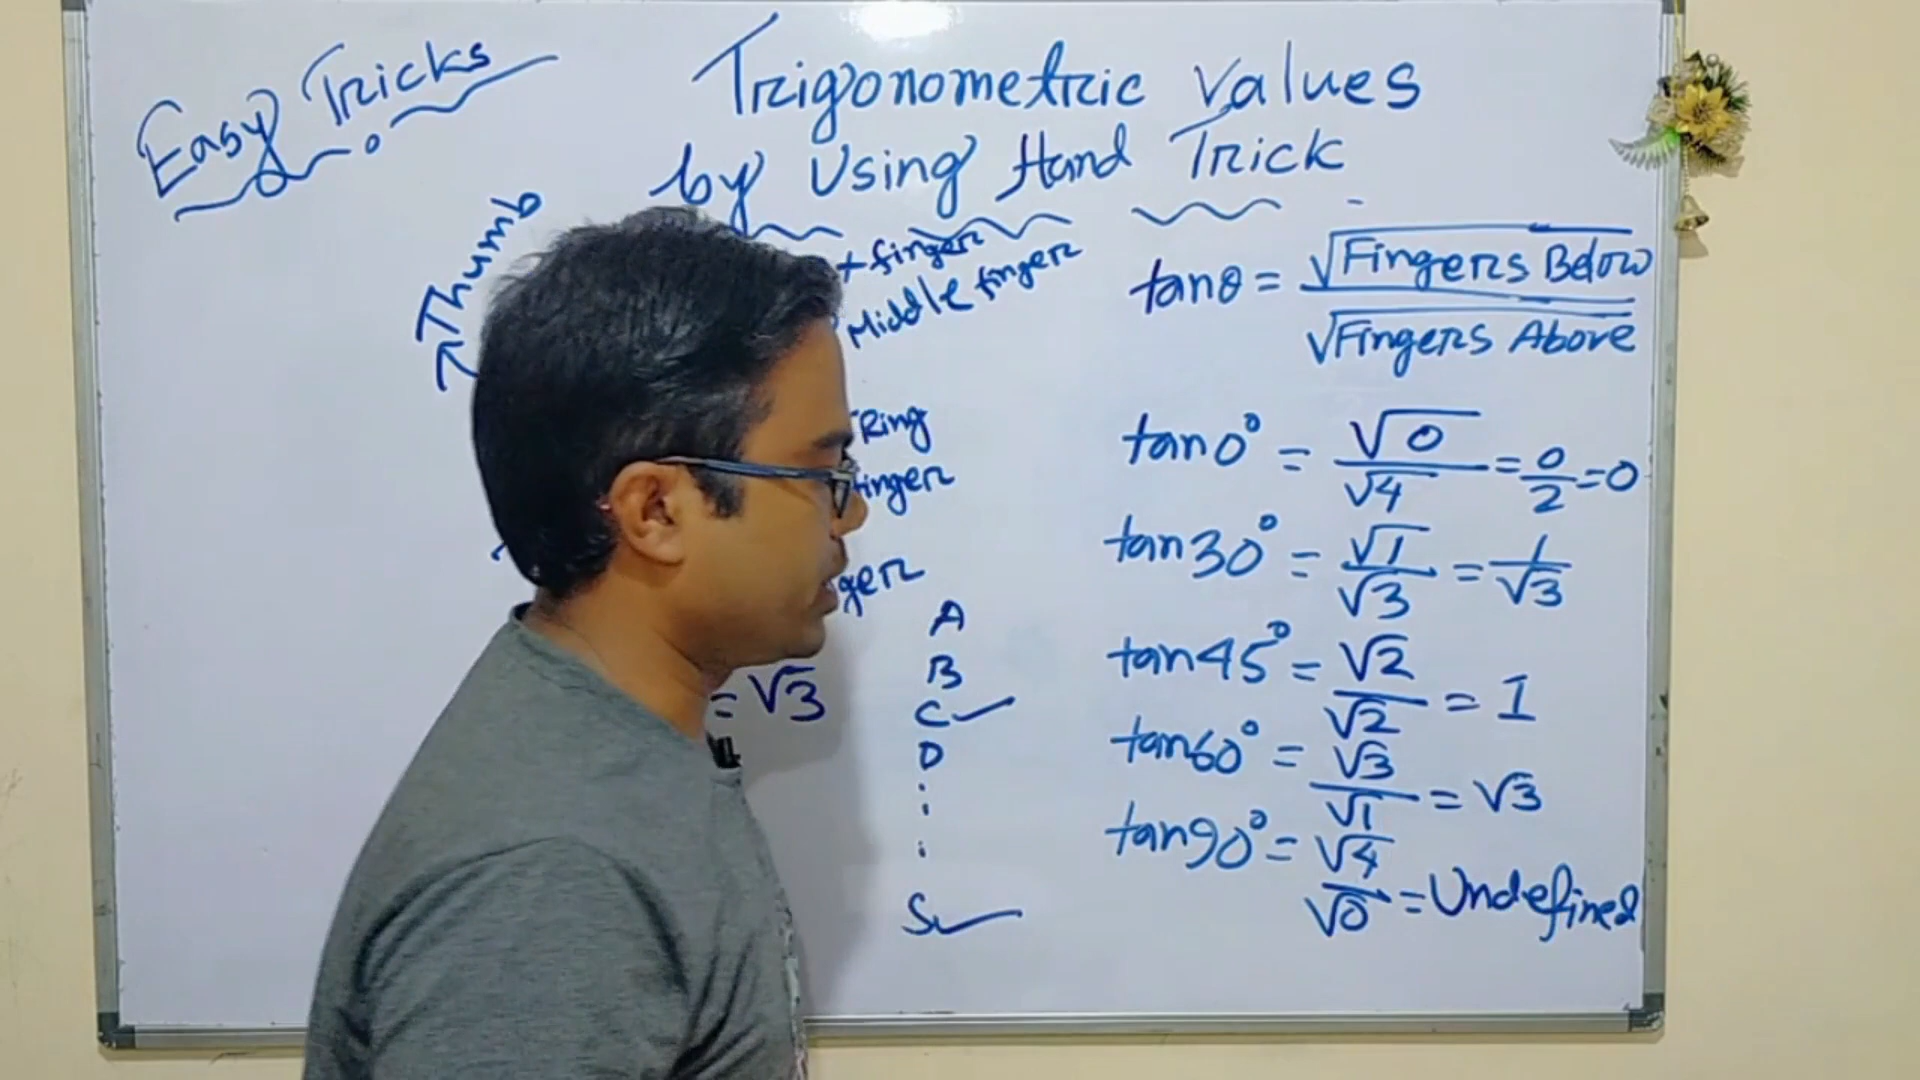 Easy Tricks
Trigonometric Values
by Using Hand Trick
Thumb
finger
Middle finger
Ring
finger
= √3
A
B
C
D
S
tanθ = √Fingers Below / √Fingers Above
tan0° = √0 / √4 = 0/2 = 0
tan30° = √1 / √3 = 1/√3
tan45° = √2 / √2 = 1
tan60° = √3 / √1 = √3
tan90° = √4 / √0 = Undefined